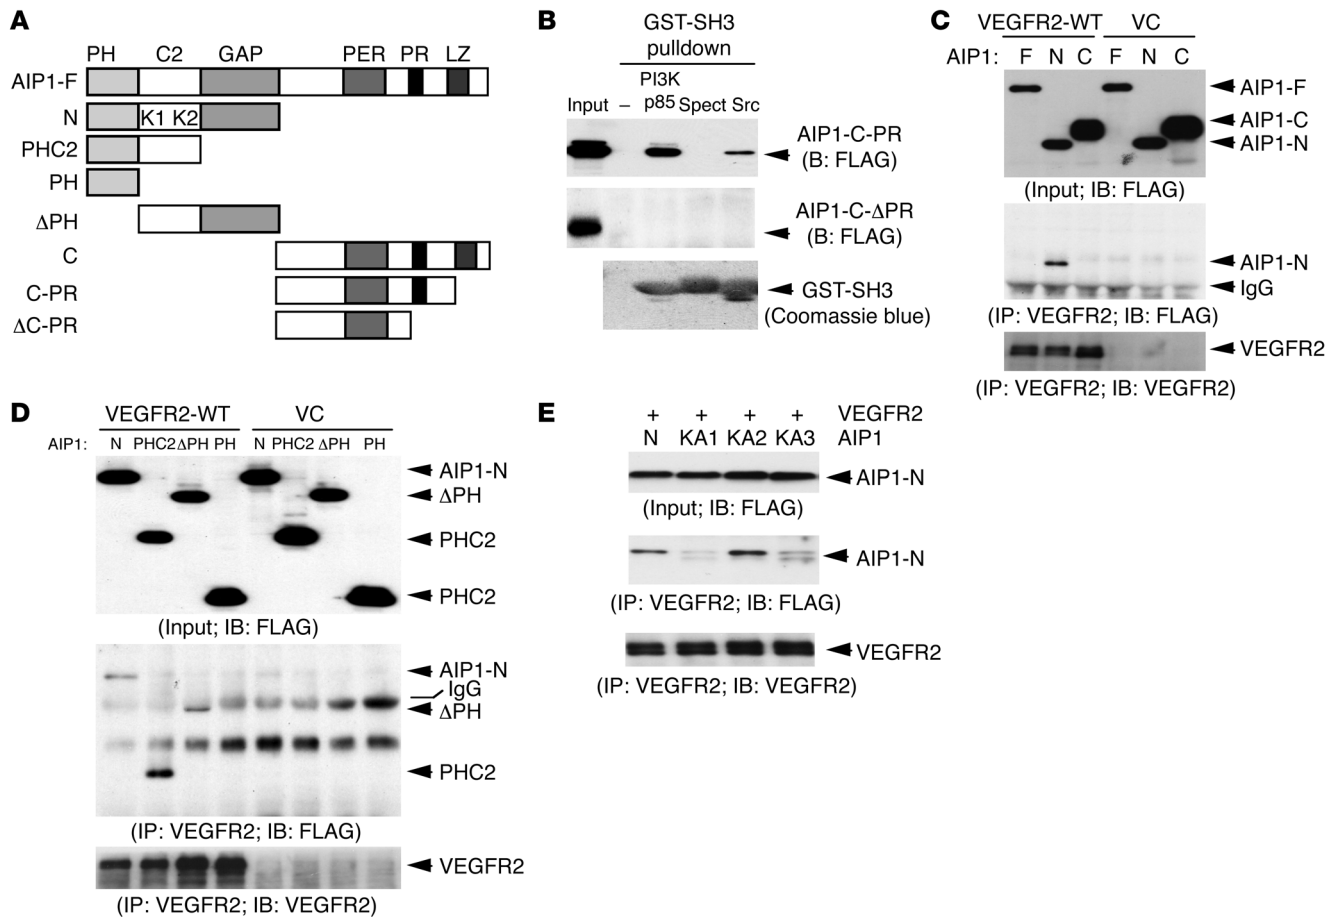 A
PH C2 GAP PER PR LZ
AIP1-F
N K1 K2
PHC2
PH
ΔPH
C
C-PR
ΔC-PR
B
GST-SH3
pulldown
PI3K
Input – p85 Spect Src
AIP1-C-PR
(B: FLAG)
AIP1-C-ΔPR
(B: FLAG)
GST-SH3
(Coomassie blue)
C
VEGFR2-WT VC
AIP1: F N C F N C
AIP1-F
AIP1-C
AIP1-N
(Input; IB: FLAG)
AIP1-N
IgG
(IP: VEGFR2; IB: FLAG)
VEGFR2
(IP: VEGFR2; IB: VEGFR2)
D
VEGFR2-WT VC
AIP1: N PHC2 ΔPH PH N PHC2 ΔPH PH
AIP1-N
ΔPH
PHC2
PHC2
(Input; IB: FLAG)
AIP1-N
IgG
ΔPH
PHC2
(IP: VEGFR2; IB: FLAG)
VEGFR2
(IP: VEGFR2; IB: VEGFR2)
E
+ + + + VEGFR2
N KA1 KA2 KA3 AIP1
AIP1-N
(Input; IB: FLAG)
AIP1-N
(IP: VEGFR2; IB: FLAG)
VEGFR2
(IP: VEGFR2; IB: VEGFR2)